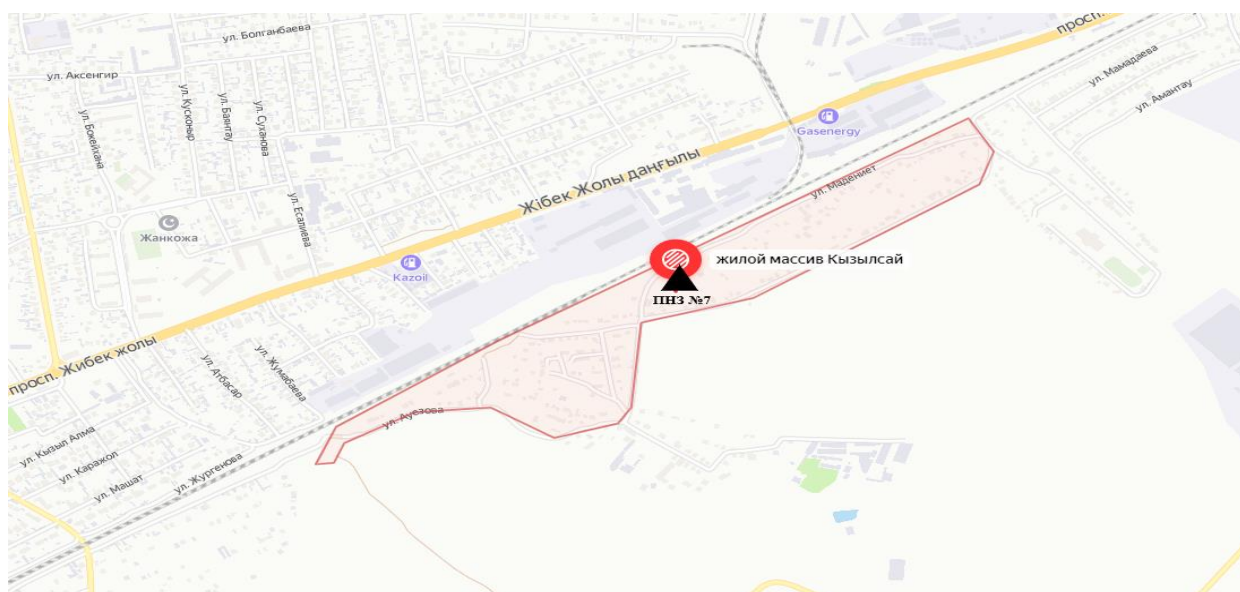 ул. Болганбаева
просп.
ул. Аксенгир
ул. Мамадаева
ул. Амантау
ул. Бокейхана
ул. Кусконыр
ул. Баянтау
ул. Суханова
Gasenergy
Жібек Жолы даңғылы
ул. Мадениет
ул. Есалиева
Жанкожа
жилой массив Кызылсай
Kazoil
ПНЗ №7
просп. Жибек жолы
ул. Атбасар
ул. Жумабаева
ул. Ауезова
ул. Кызыл Алма
ул. Каражол
ул. Машат
ул. Жургенова